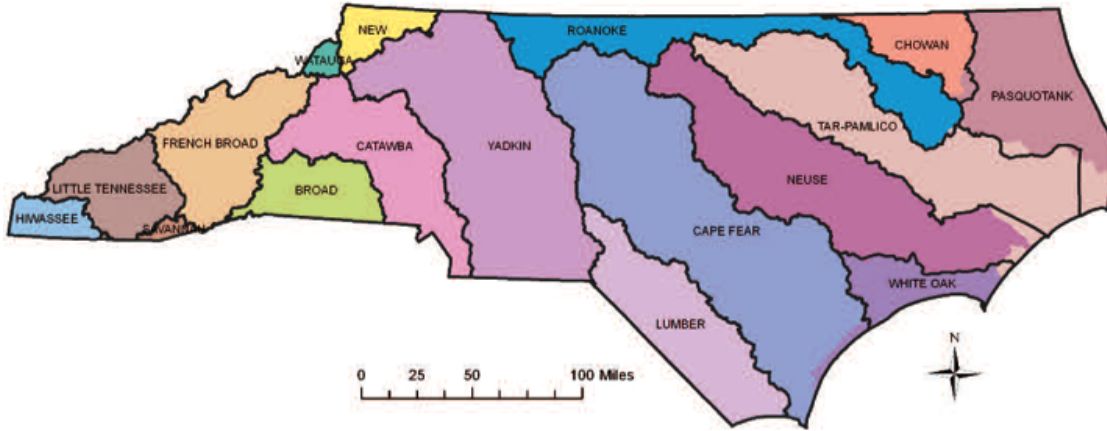 NEW
ROANOKE
CHOWAN
WATAUGA
PASQUOTANK
TAR-PAMLICO
FRENCH BROAD
CATAWBA
YADKIN
NEUSE
LITTLE TENNESSEE
BROAD
HIWASSEE
SAVANNAH
CAPE FEAR
WHITE OAK
LUMBER
N
0 25 50 100 Miles